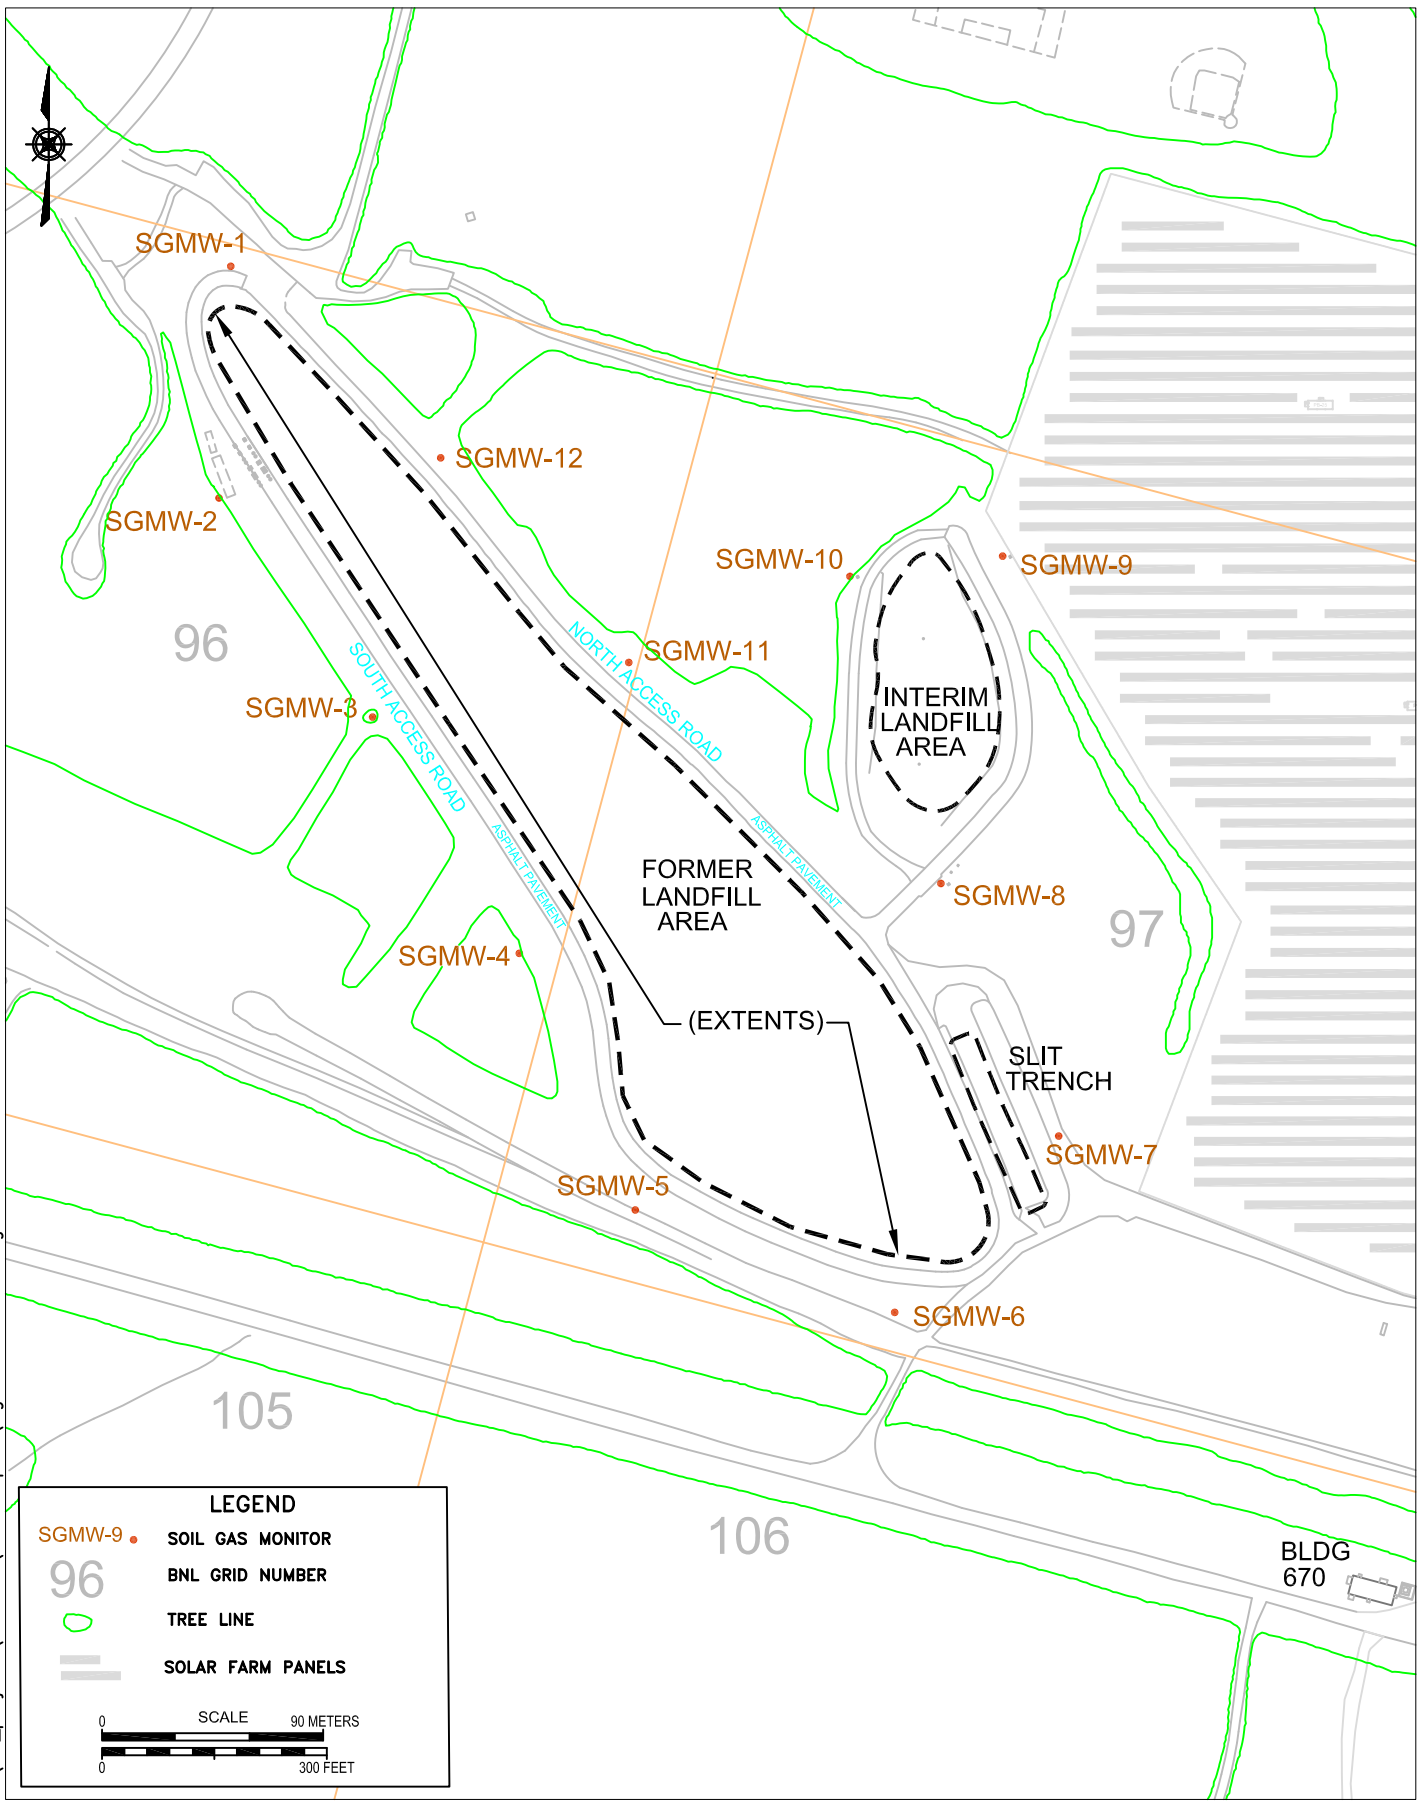 SGMW-1
SGMW-12
SGMW-2
SGMW-10
SGMW-9
96
NORTH ACCESS ROAD
SGMW-11
SOUTH ACCESS ROAD
SGMW-3
INTERIM
LANDFILL
AREA
ASPHALT PAVEMENT
ASPHALT PAVEMENT
FORMER
LANDFILL
AREA
SGMW-8
97
SGMW-4
(EXTENTS)
SLIT
TRENCH
SGMW-7
SGMW-5
SGMW-6
105
106
BLDG
670
LEGEND
SGMW-9
SOIL GAS MONITOR
96
BNL GRID NUMBER
TREE LINE
SOLAR FARM PANELS
SCALE
0
90 METERS
0
300 FEET